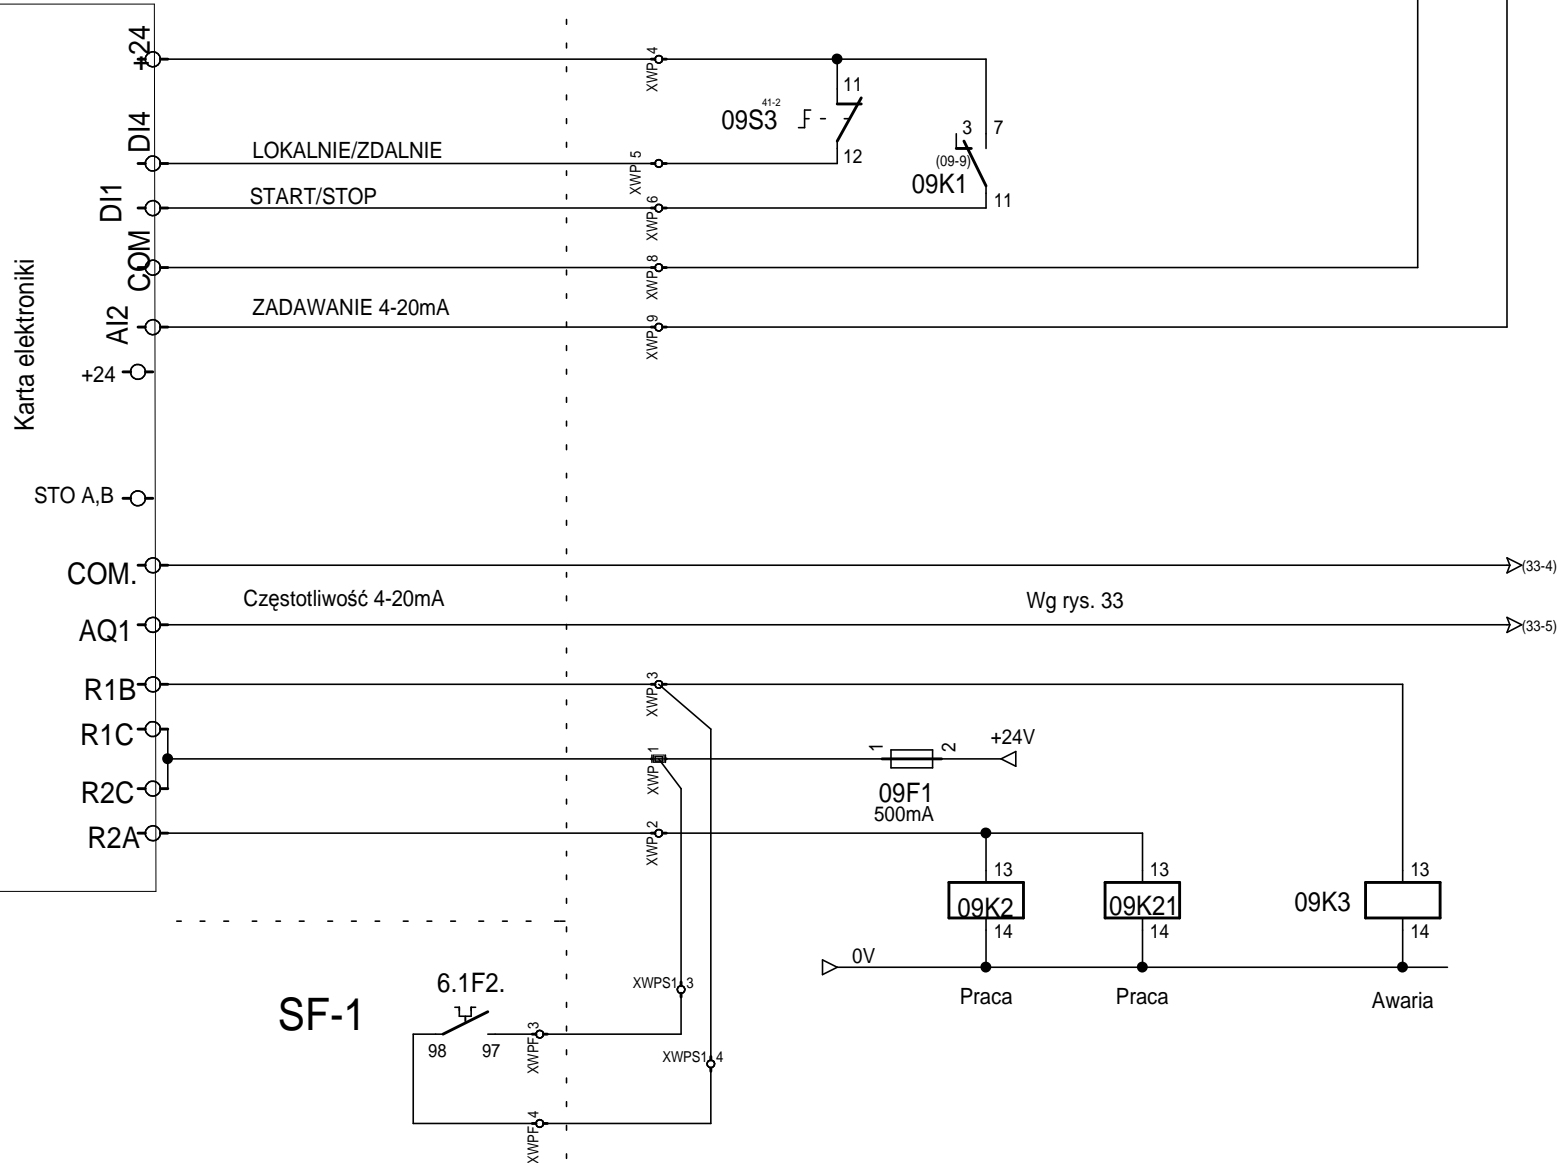 +24
XWP 4
11
41-2
09S3
12
3
7
(09-9)
09K1
11
DI4
LOKALNIE/ZDALNIE
XWP 5
DI1
START/STOP
XWP 6
COM
XWP 8
Karta elektroniki
AI2
ZADAWANIE 4-20mA
XWP 9
+24
STO A,B
COM.
(33-4)
Częstotliwość 4-20mA
Wg rys. 33
AQ1
(33-5)
R1B
XWP 3
R1C
XWP 1
1
2
+24V
R2C
09F1
500mA
R2A
XWP 2
13
13
13
09K2
09K21
09K3
14
14
14
0V
Praca
Praca
Awaria
6.1F2.
XWPS1 3
SF-1
98
97
XWPF 3
XWPS1 4
XWPF 4